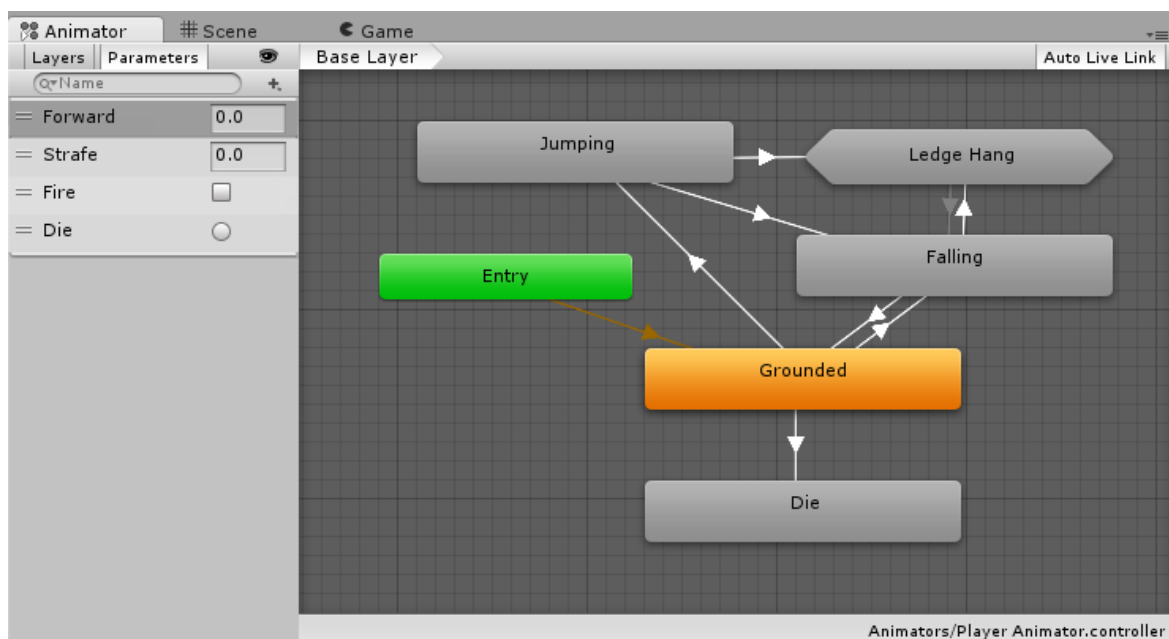 Animator
Scene
Game
Layers
Parameters
Base Layer
Auto Live Link
Name
Forward 0.0
Strafe 0.0
Fire
Die
Jumping
Ledge Hang
Falling
Entry
Grounded
Die
Animators/Player Animator.controller